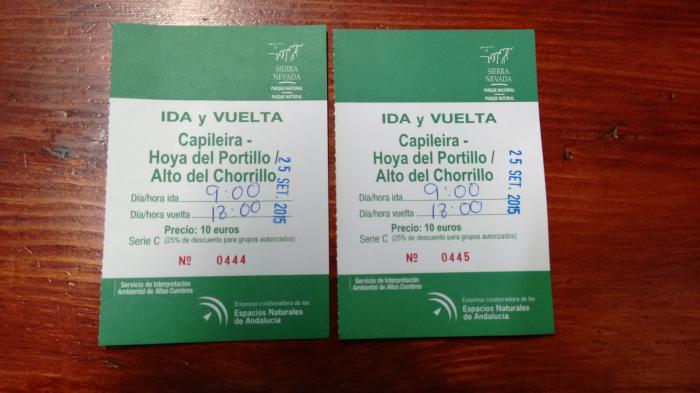 SIERRA
NEVADA
PARQUE NACIONAL
PARQUE NATURAL
IDA y VUELTA
Capileira -
Hoya del Portillo /
Alto del Chorrillo
25 SET. 2015
Día/hora ida 9:00
Día/hora vuelta 18:00
Precio: 10 euros
Serie C (25% de descuento para grupos autorizados)
Nº 0444
Servicio de Interpretación
Ambiental de Altas Cumbres
Empresa colaboradora de los
Espacios Naturales
de Andalucía
SIERRA
NEVADA
PARQUE NACIONAL
PARQUE NATURAL
IDA y VUELTA
Capileira -
Hoya del Portillo /
Alto del Chorrillo
25 SET. 2015
Día/hora ida 9:00
Día/hora vuelta 18:00
Precio: 10 euros
Serie C (25% de descuento para grupos autorizados)
Nº 0445
Servicio de Interpretación
Ambiental de Altas Cumbres
Empresa colaboradora de los
Espacios Naturales
de Andalucía